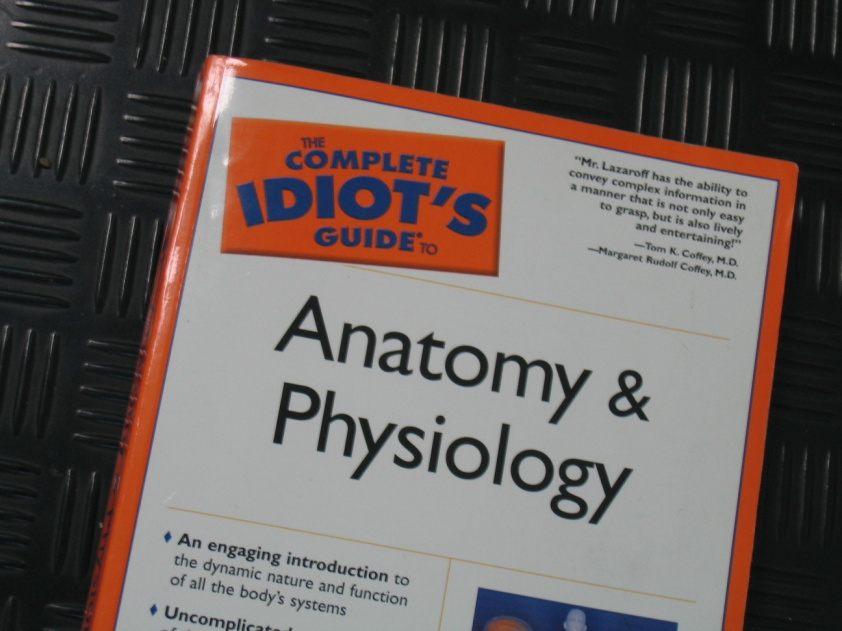 THE
COMPLETE
IDIOT'S
GUIDE® TO
"Mr. Lazaroff has the ability to
convey complex information in
a manner that is not only easy
to grasp, but is also lively
and entertaining!"
—Tom K. Coffey, M.D.
—Margaret Rudolf Coffey, M.D.
Anatomy &
Physiology
♦ An engaging introduction to
the dynamic nature and function
of all the body's systems
♦ Uncomplicated